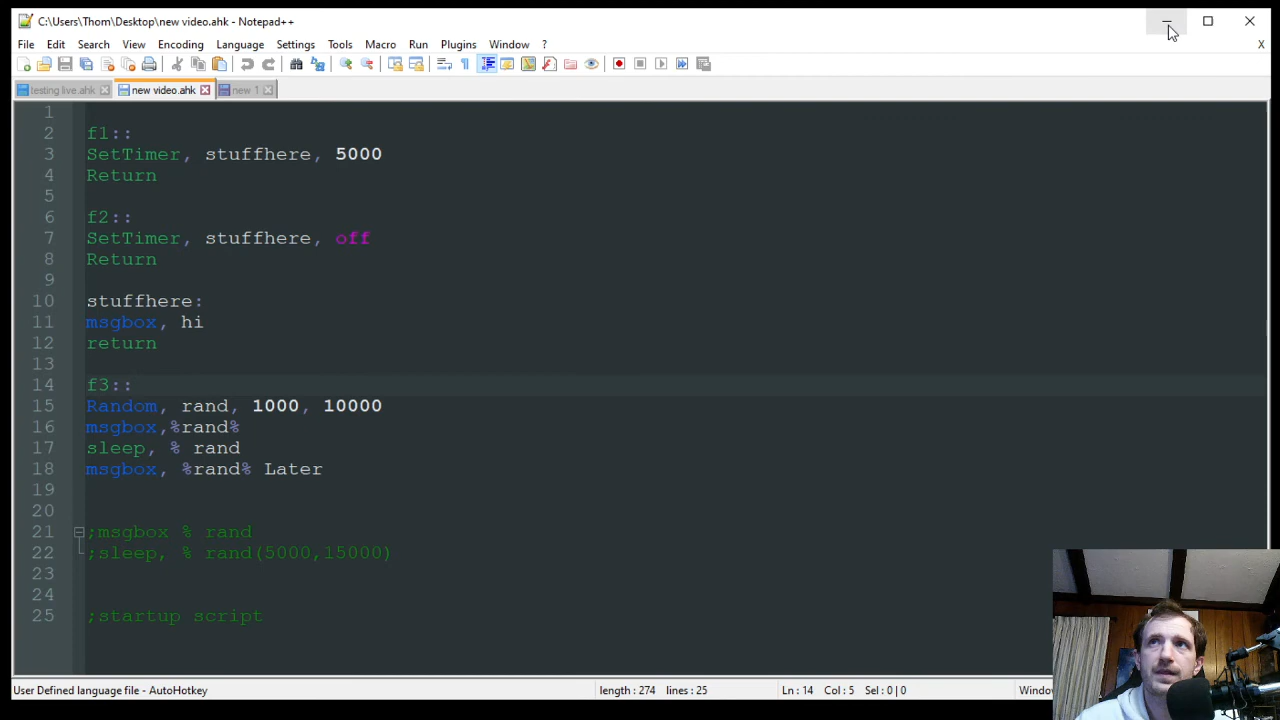 C:\Users\Thom\Desktop\new video.ahk - Notepad++
File Edit Search View Encoding Language Settings Tools Macro Run Plugins Window ? X
testing live.ahk new video.ahk new 1
1
2 f1::
3 SetTimer, stuffhere, 5000
4 Return
5
6 f2::
7 SetTimer, stuffhere, off
8 Return
9
10 stuffhere:
11 msgbox, hi
12 return
13
14 f3::
15 Random, rand, 1000, 10000
16 msgbox,%rand%
17 sleep, % rand
18 msgbox, %rand% Later
19
20
21 ;msgbox % rand
22 ;sleep, % rand(5000,15000)
23
24
25 ;startup script
User Defined language file - AutoHotkey length : 274 lines : 25 Ln : 14 Col : 5 Sel : 0 | 0